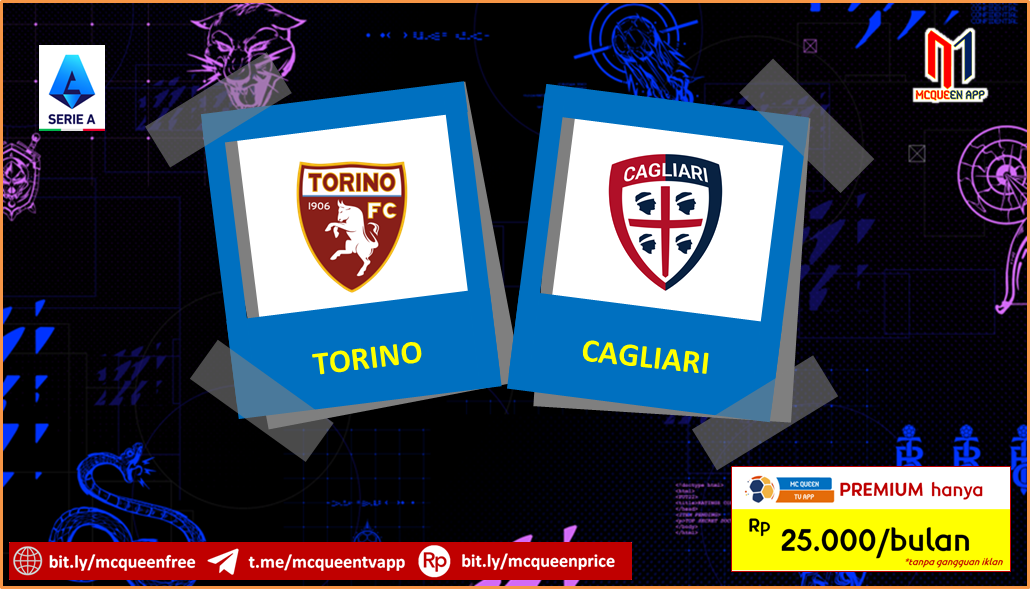 SERIE A
MCQUEEN APP
TORINO
1906
FC
CAGLIARI
TORINO
CAGLIARI
MC QUEEN
TV APP
PREMIUM hanya
Rp 25.000/bulan
*tanpa gangguan iklan
bit.ly/mcqueenfree
t.me/mcqueentvapp
Rp
bit.ly/mcqueenprice